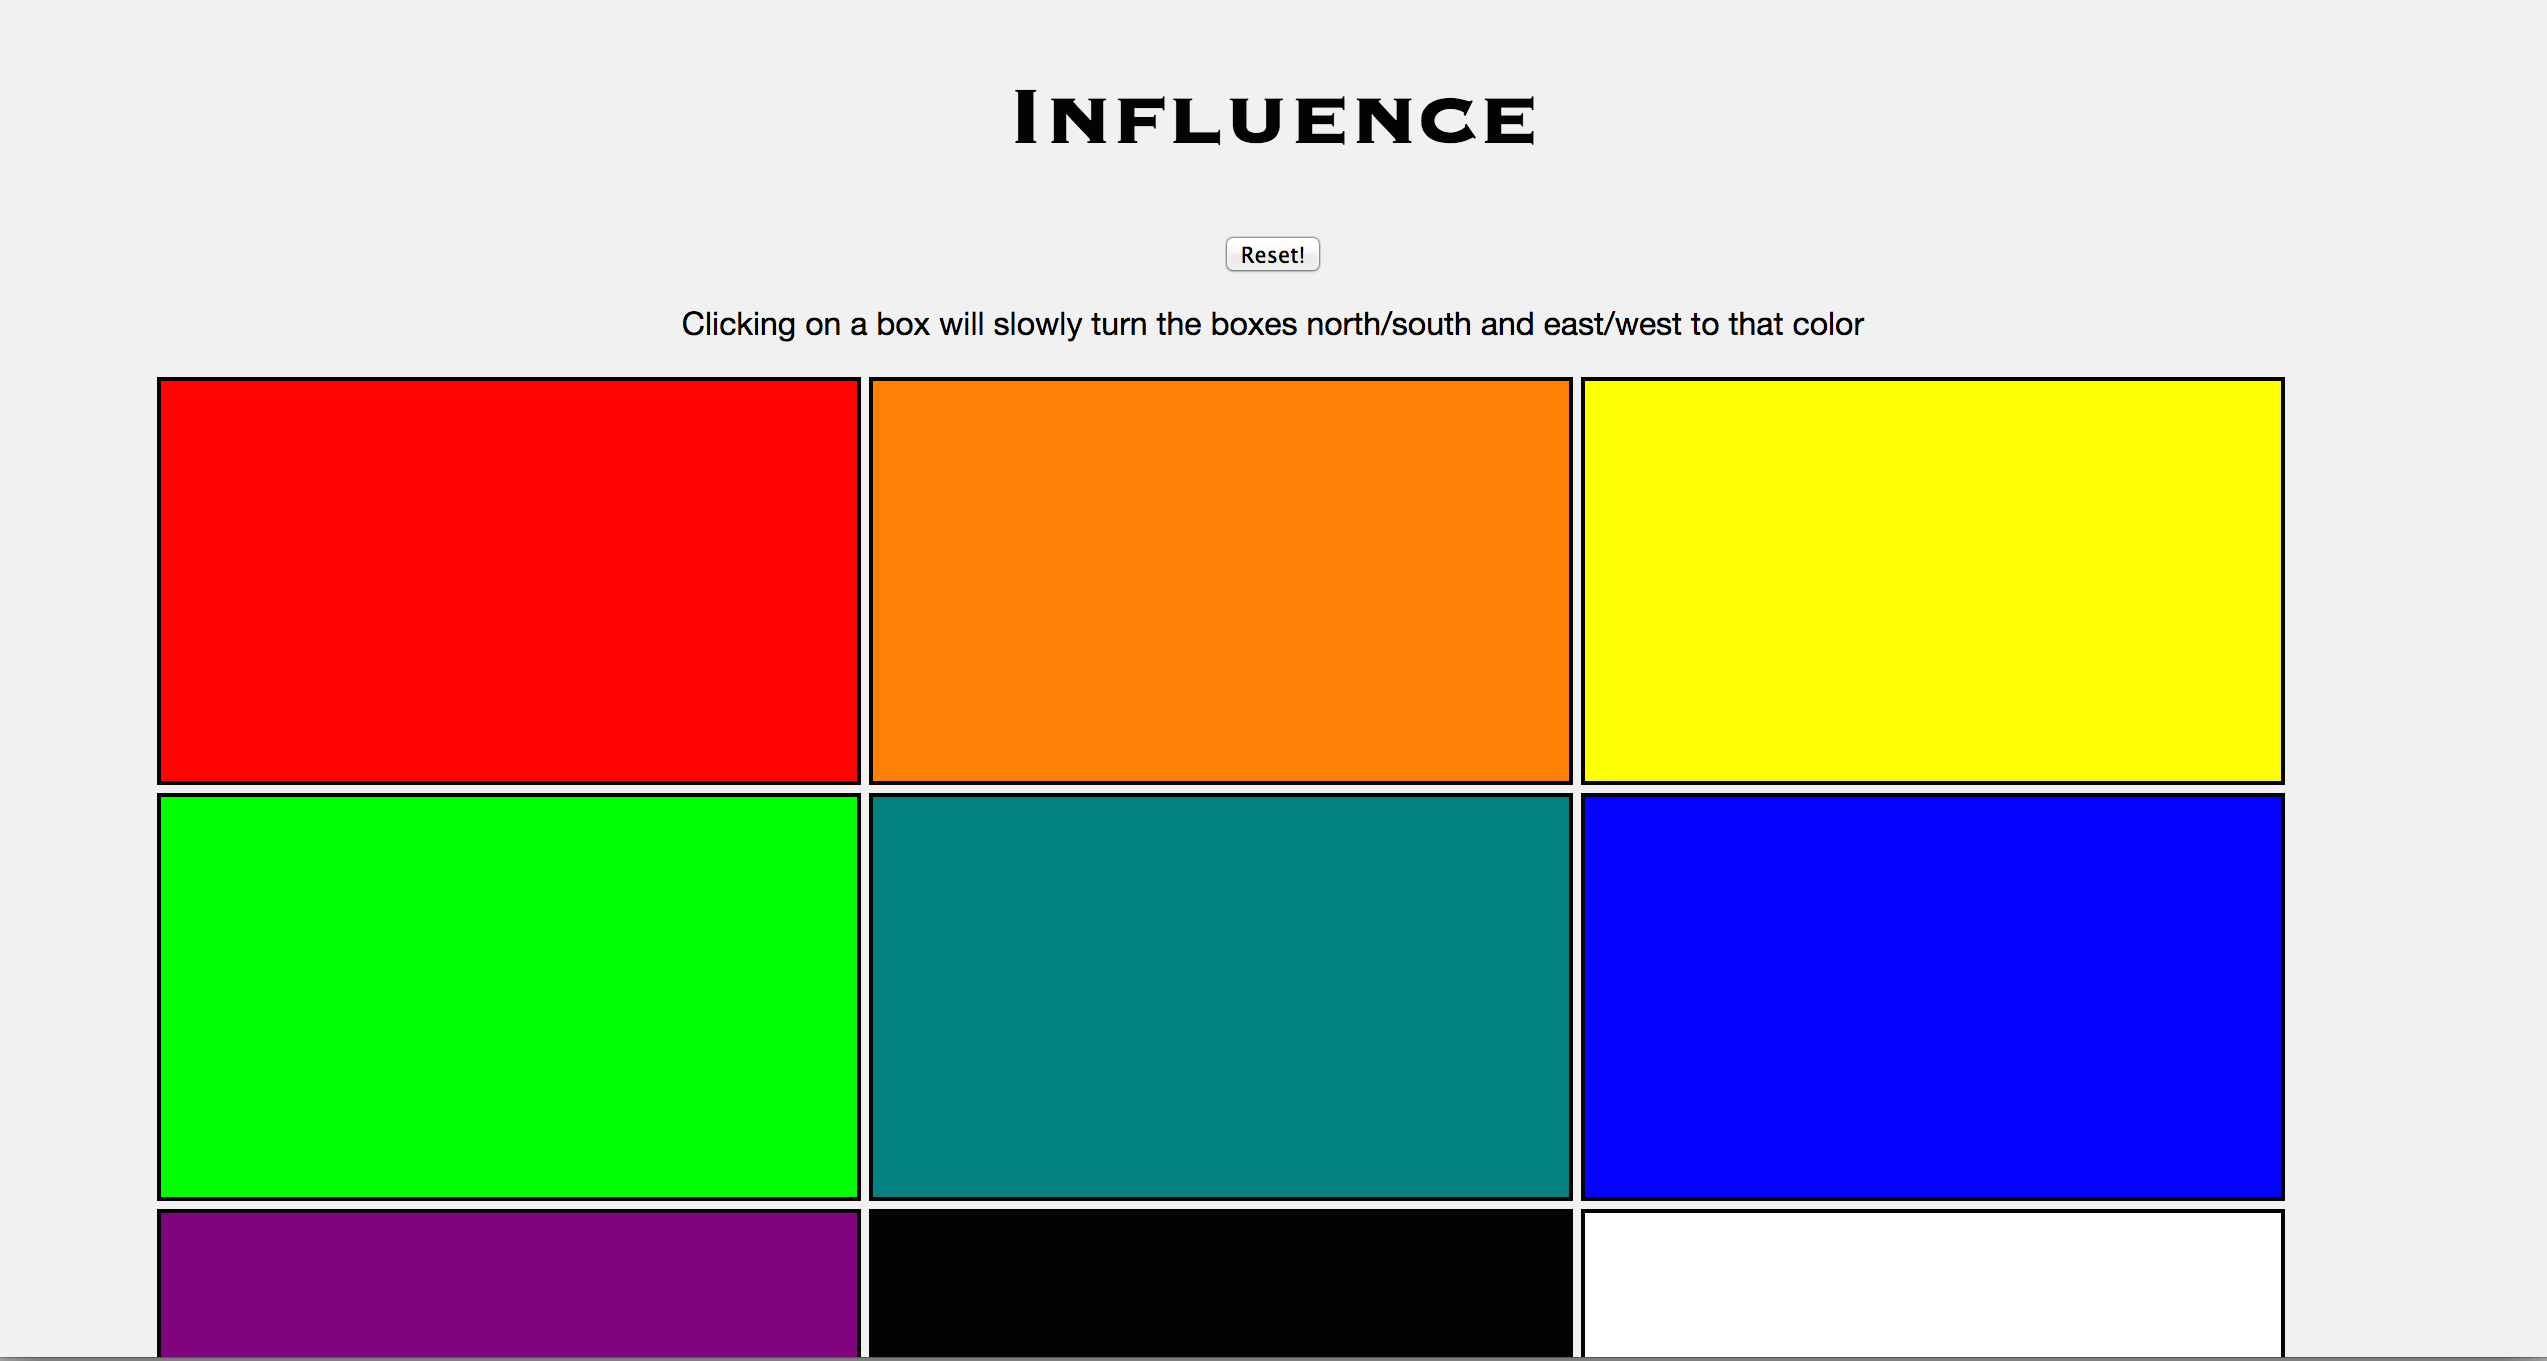 Influence
Reset!
Clicking on a box will slowly turn the boxes north/south and east/west to that color